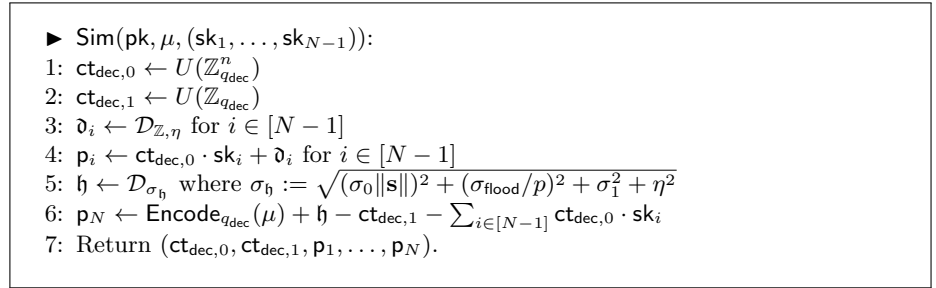 ▶ Sim(pk, μ, (sk₁, . . . , sk_{N−1})):
1: ct_{dec,0} ← U(ℤ^n_{q_dec})
2: ct_{dec,1} ← U(ℤ_{q_dec})
3: 𝔡_i ← 𝒟_{ℤ,η} for i ∈ [N − 1]
4: p_i ← ct_{dec,0} · sk_i + 𝔡_i for i ∈ [N − 1]
5: 𝔥 ← 𝒟_{σ_𝔥} where σ_𝔥 := √((σ₀‖𝐬‖)² + (σ_flood/p)² + σ₁² + η²)
6: p_N ← Encode_{q_dec}(μ) + 𝔥 − ct_{dec,1} − ∑_{i∈[N−1]} ct_{dec,0} · sk_i
7: Return (ct_{dec,0}, ct_{dec,1}, p₁, . . . , p_N).